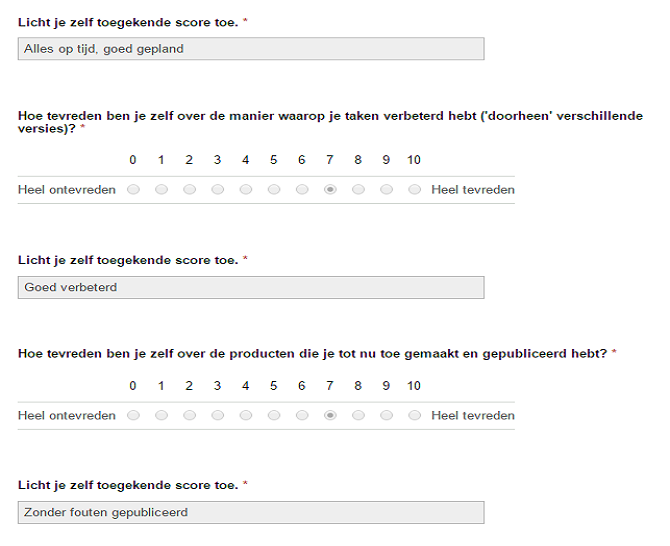 Licht je zelf toegekende score toe. *
Alles op tijd, goed gepland
Hoe tevreden ben je zelf over de manier waarop je taken verbeterd hebt ('doorheen' verschillende
versies)? *
0 1 2 3 4 5 6 7 8 9 10
Heel ontevreden Heel tevreden
Licht je zelf toegekende score toe. *
Goed verbeterd
Hoe tevreden ben je zelf over de producten die je tot nu toe gemaakt en gepubliceerd hebt? *
0 1 2 3 4 5 6 7 8 9 10
Heel ontevreden Heel tevreden
Licht je zelf toegekende score toe. *
Zonder fouten gepubliceerd